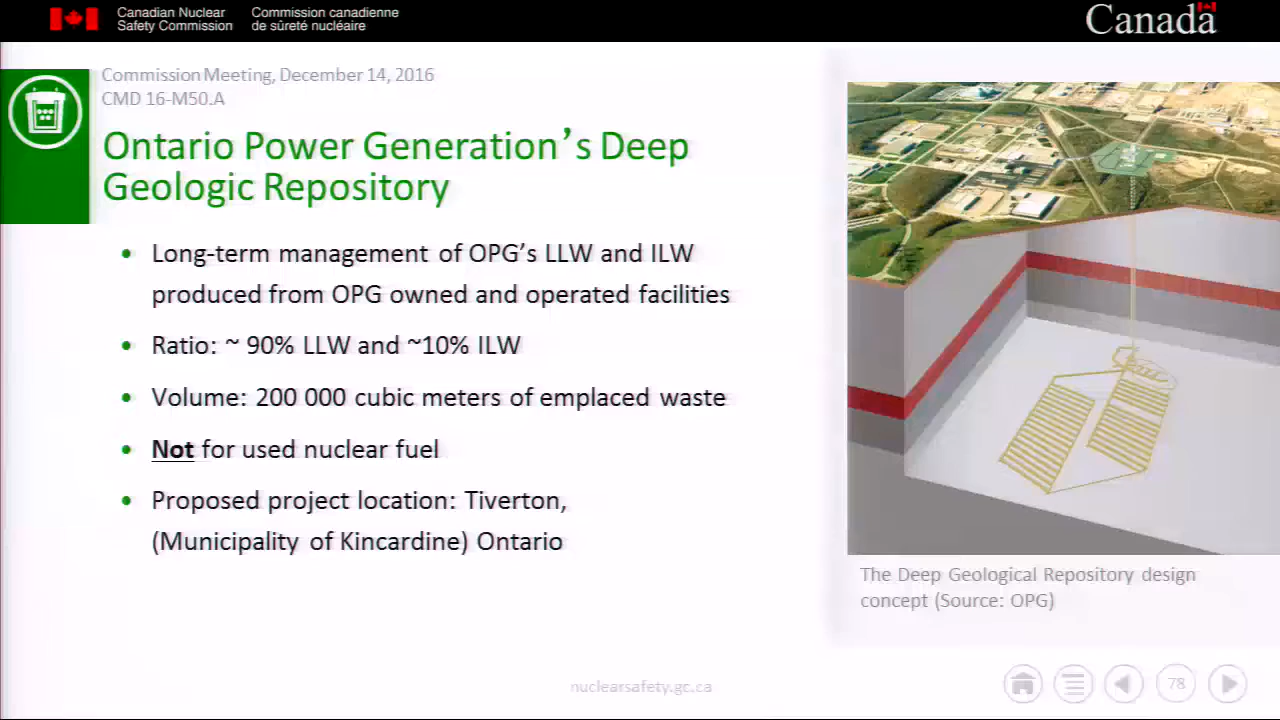 Canadian Nuclear
Safety Commission
Commission canadienne
de sûreté nucléaire
Canada
Commission Meeting, December 14, 2016
CMD 16-M50.A
Ontario Power Generation’s Deep
Geologic Repository
• Long-term management of OPG’s LLW and ILW
produced from OPG owned and operated facilities
• Ratio: ~ 90% LLW and ~10% ILW
• Volume: 200 000 cubic meters of emplaced waste
• Not for used nuclear fuel
• Proposed project location: Tiverton,
(Municipality of Kincardine) Ontario
The Deep Geological Repository design
concept (Source: OPG)
nuclearsafety.gc.ca
78